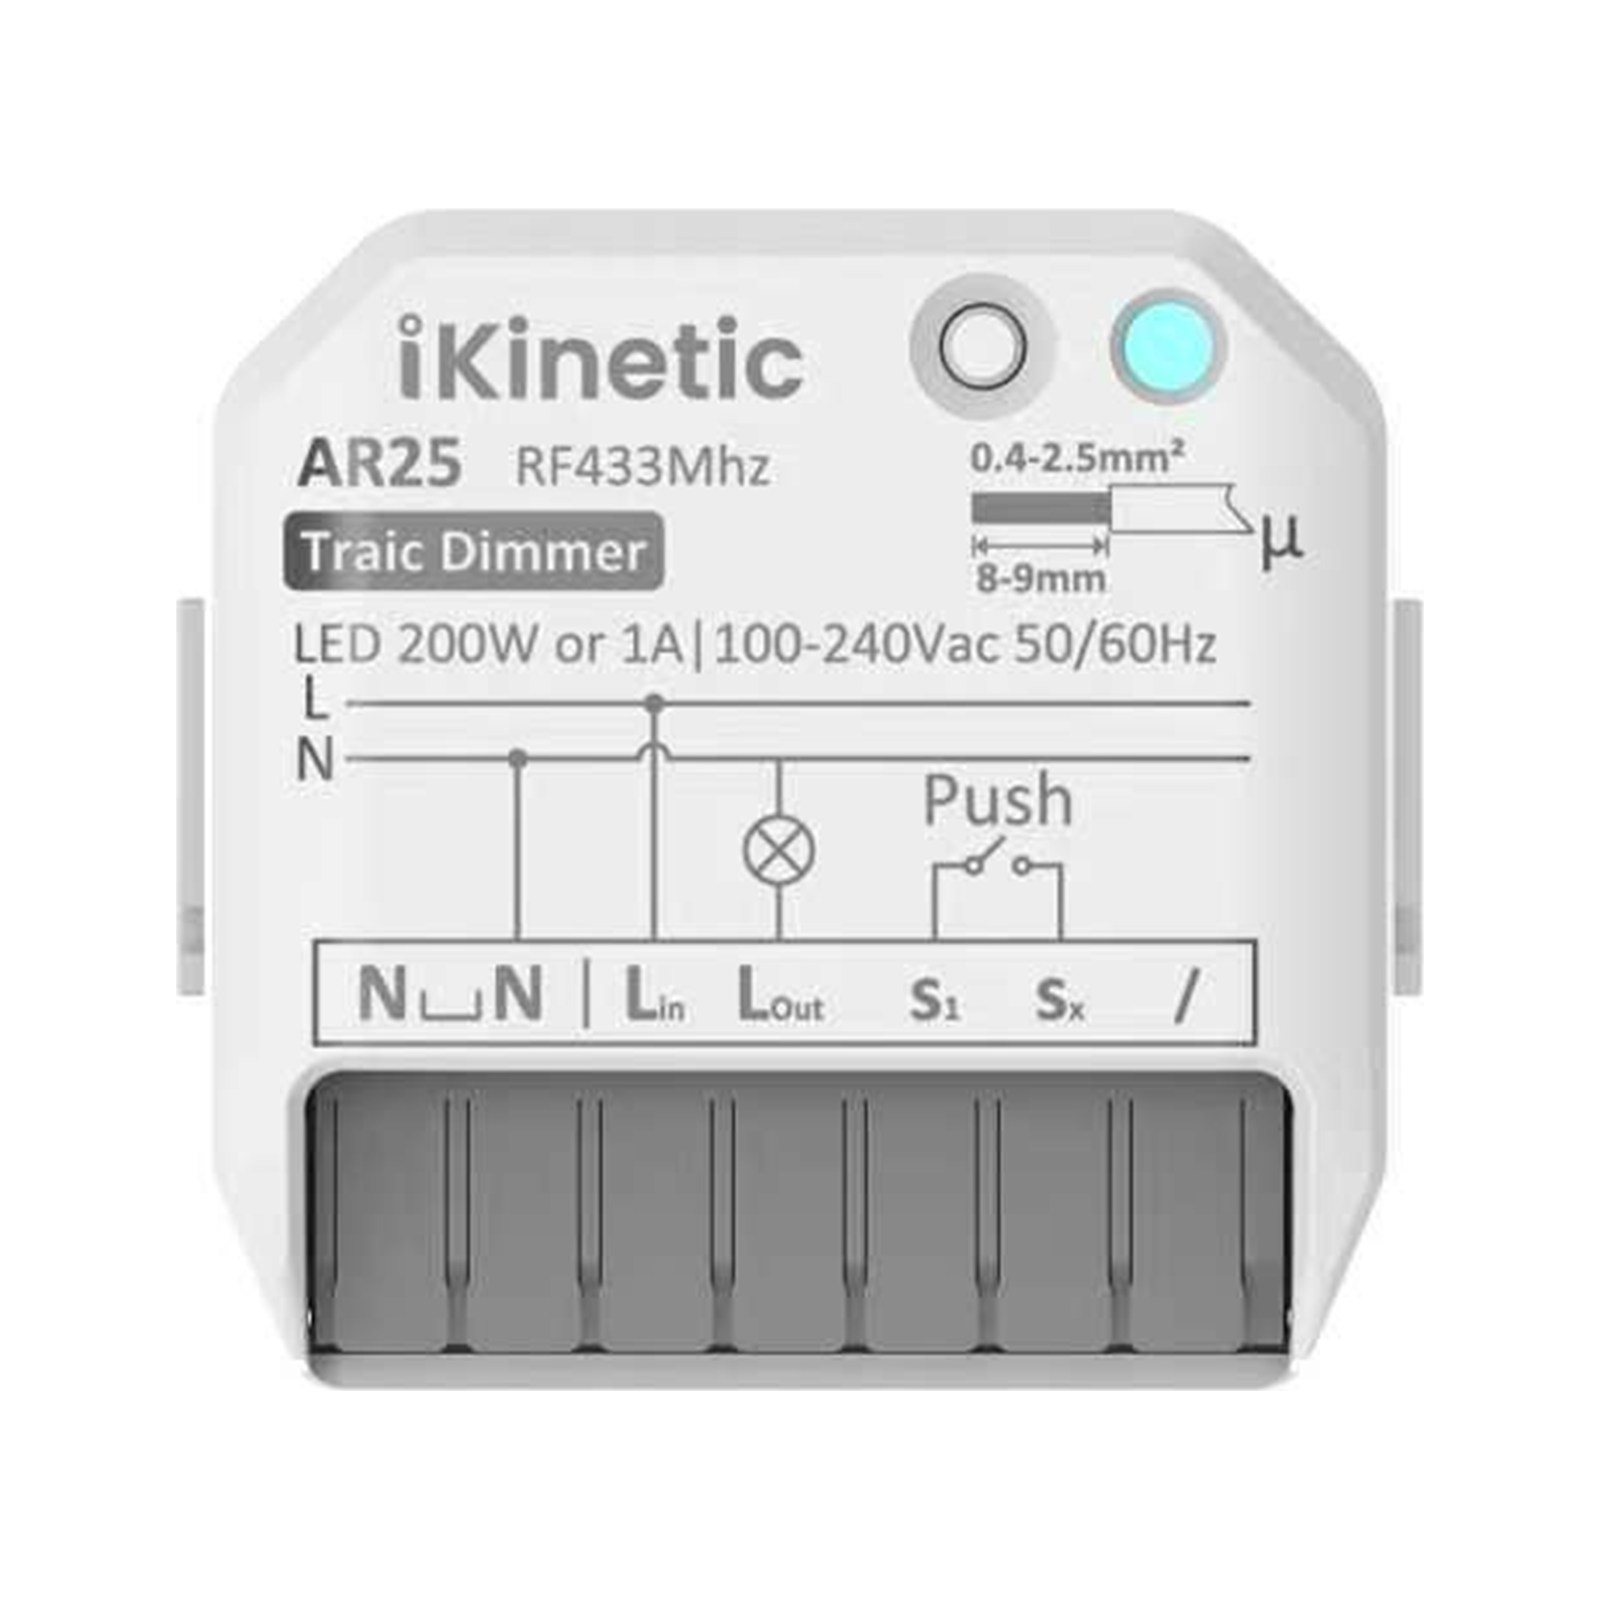 iKinetic
AR25 RF433Mhz
0.4-2.5mm²
Traic Dimmer
μ
8-9mm
LED 200W or 1A|100-240Vac 50/60Hz
L
N
Push
N N | Lin LOut S1 Sx /